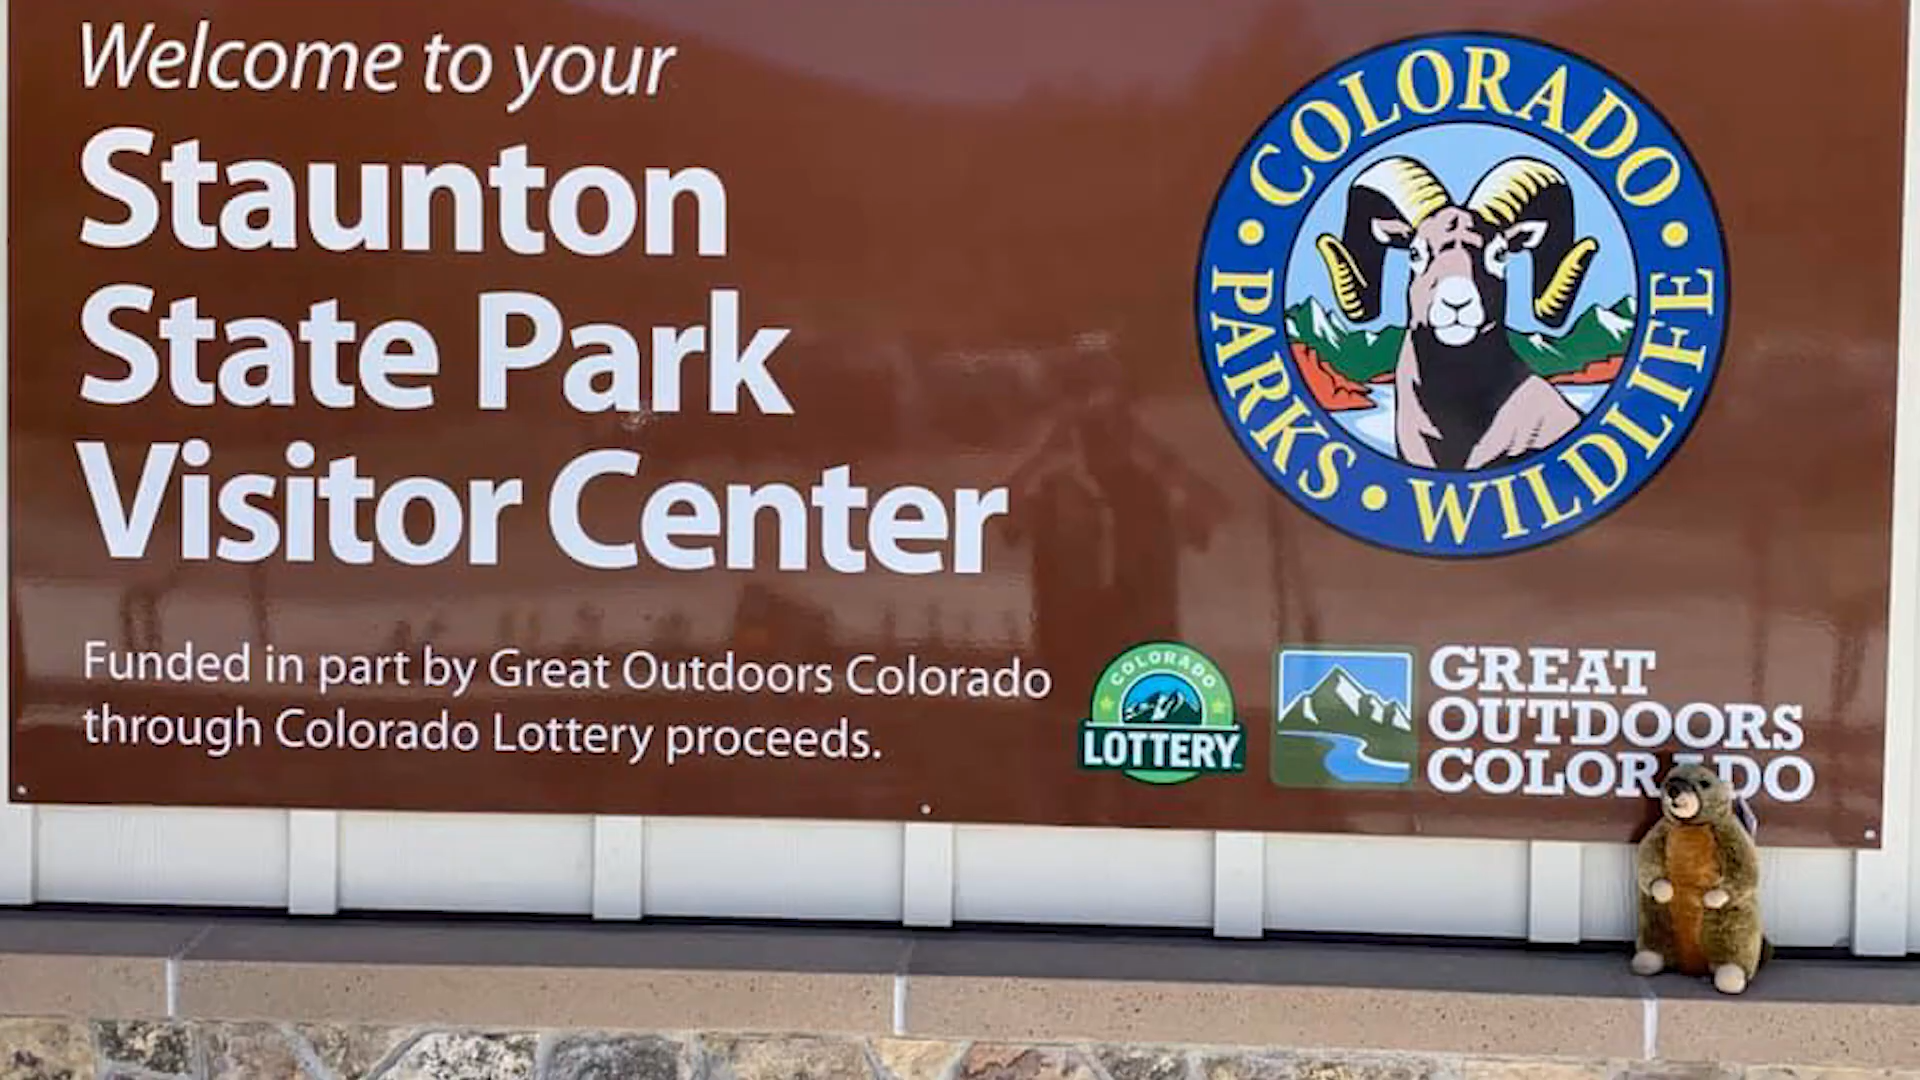 Welcome to your
Staunton
State Park
Visitor Center
Funded in part by Great Outdoors Colorado
through Colorado Lottery proceeds.
COLORADO
PARKS • WILDLIFE
COLORADO
LOTTERY
GREAT
OUTDOORS
COLORADO